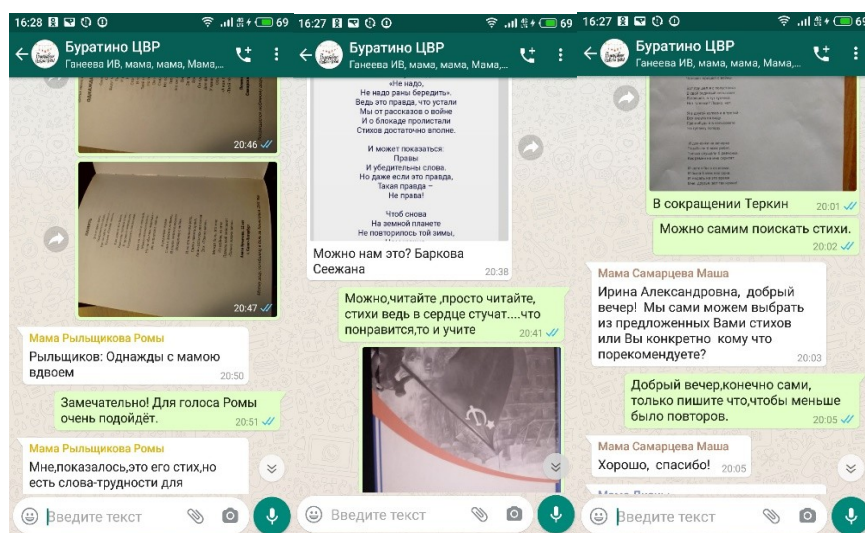 16:28
69
Буратино ЦВР
Ганеева ИВ, мама, мама, Мама,...
20:46
20:47
Мама Рыльщикова Ромы
Рыльщиков: Однажды с мамою
вдвоем
20:50
Замечательно! Для голоса Ромы
очень подойдёт.
20:51
Мама Рыльщикова Ромы
Мне,показалось,это его стих,но
есть слова-трудности для
Введите текст
16:27
69
Буратино ЦВР
Ганеева ИВ, мама, мама, Мама,...
«Не надо,
Не надо раны бередить».
Ведь это правда, что устали
Мы от рассказов о войне
И о блокаде пролистали
Стихов достаточно вполне.
И может показаться:
Правы
И убедительны слова.
Но даже если это правда,
Такая правда –
Не права!
Чтоб снова
На земной планете
Не повторилось той зимы,
Можно нам это? Баркова
Сеежана
20:38
Можно,читайте ,просто читайте,
стихи ведь в сердце стучат....что
понравится,то и учите
20:41
Введите текст
16:27
69
Буратино ЦВР
Ганеева ИВ, мама, мама, Мама,...
В сокращении Теркин
20:01
Можно самим поискать стихи.
20:02
Мама Самарцева Маша
Ирина Александровна, добрый
вечер! Мы сами можем выбрать
из предложенных Вами стихов
или Вы конкретно кому что
порекомендуете?
20:03
Добрый вечер,конечно сами,
только пишите что,чтобы меньше
было повторов.
20:05
Мама Самарцева Маша
Хорошо, спасибо!
20:05
Введите текст